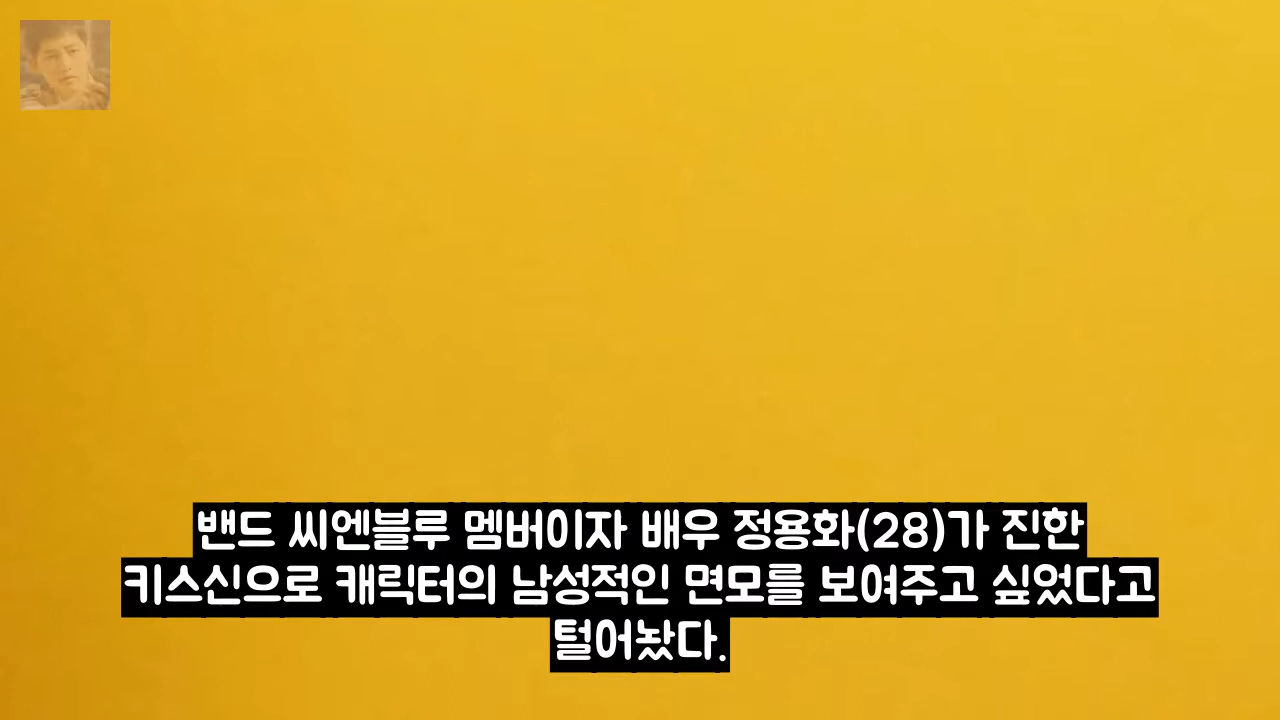 밴드 씨엔블루 멤버이자 배우 정용화(28)가 진한
키스신으로 캐릭터의 남성적인 면모를 보여주고 싶었다고
털어놨다.